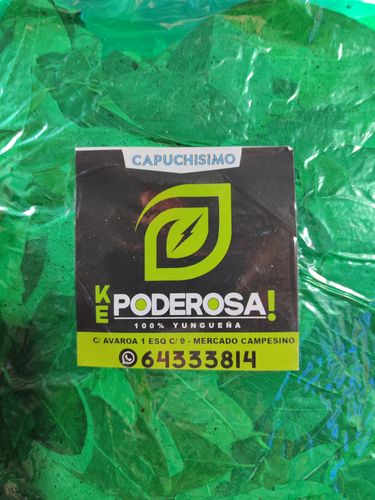 CAPUCHISIMO
KE PODEROSA!
100% YUNGUEÑA
C/ AVAROA 1 ESQ C/ 9 - MERCADO CAMPESINO
64333814